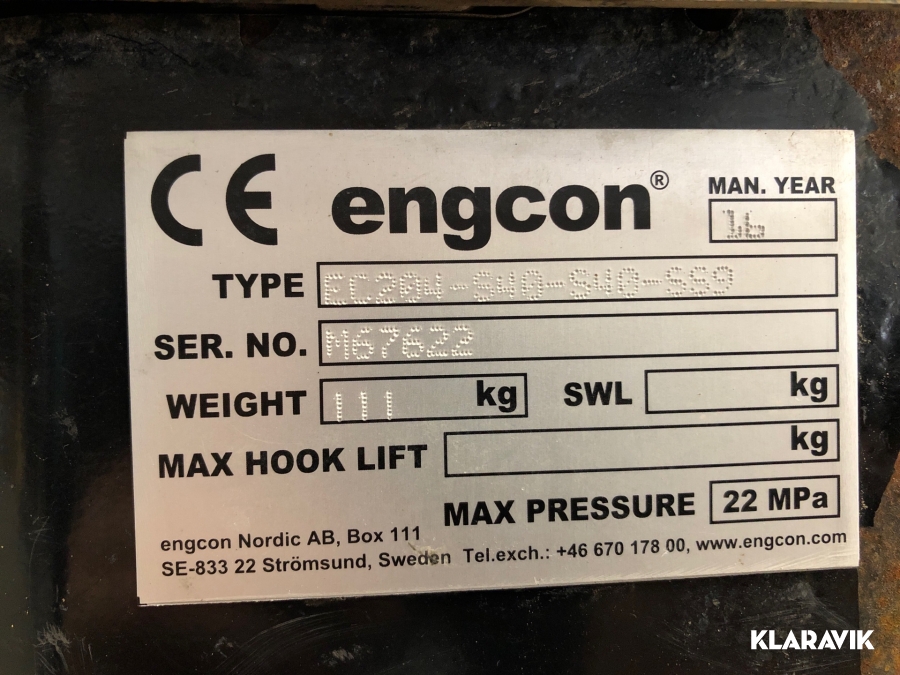 CE engcon® MAN. YEAR
16
TYPE EC204-S40-S40-SS9
SER. NO. M67622
WEIGHT 111 kg SWL kg
MAX HOOK LIFT kg
MAX PRESSURE 22 MPa
engcon Nordic AB, Box 111
SE-833 22 Strömsund, Sweden Tel.exch.: +46 670 178 00, www.engcon.com
KLARAVIK